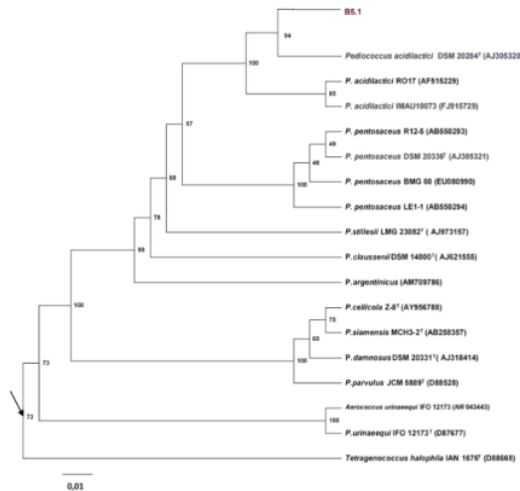 B5.1
94
Pediococcus acidilactici DSM 20284ᵀ (AJ305320
100
P. acidilactici RO17 (AF515229)
85
P. acidilactici IMAU10073 (FJ915729)
57
P. pentosaceus R12-5 (AB550293)
49
P. pentosaceus DSM 20336ᵀ (AJ305321)
48
P. pentosaceus BMG 60 (EU080990)
100
P. pentosaceus LE1-1 (AB550294)
68
P.stilesii LMG 23082ᵀ ( AJ973157)
78
P.claussenii DSM 14800ᵀ( AJ621555)
99
P.argentinicus (AM709786)
100
P.cellicola Z-8ᵀ (AY956788)
75
P.siamensis MCH3-2ᵀ (AB258357)
60
P.damnosus DSM 20331ᵀ( AJ318414)
100
P.parvulus JCM 5889ᵀ (D88528)
73
Aerococcus urinaeequi IFO 12173 (NR 043443)
73
100
P.urinaeequi IFO 12173ᵀ (D87677)
Tetragenococcus halophila IAN 1676ᵀ (D88668)
0,01